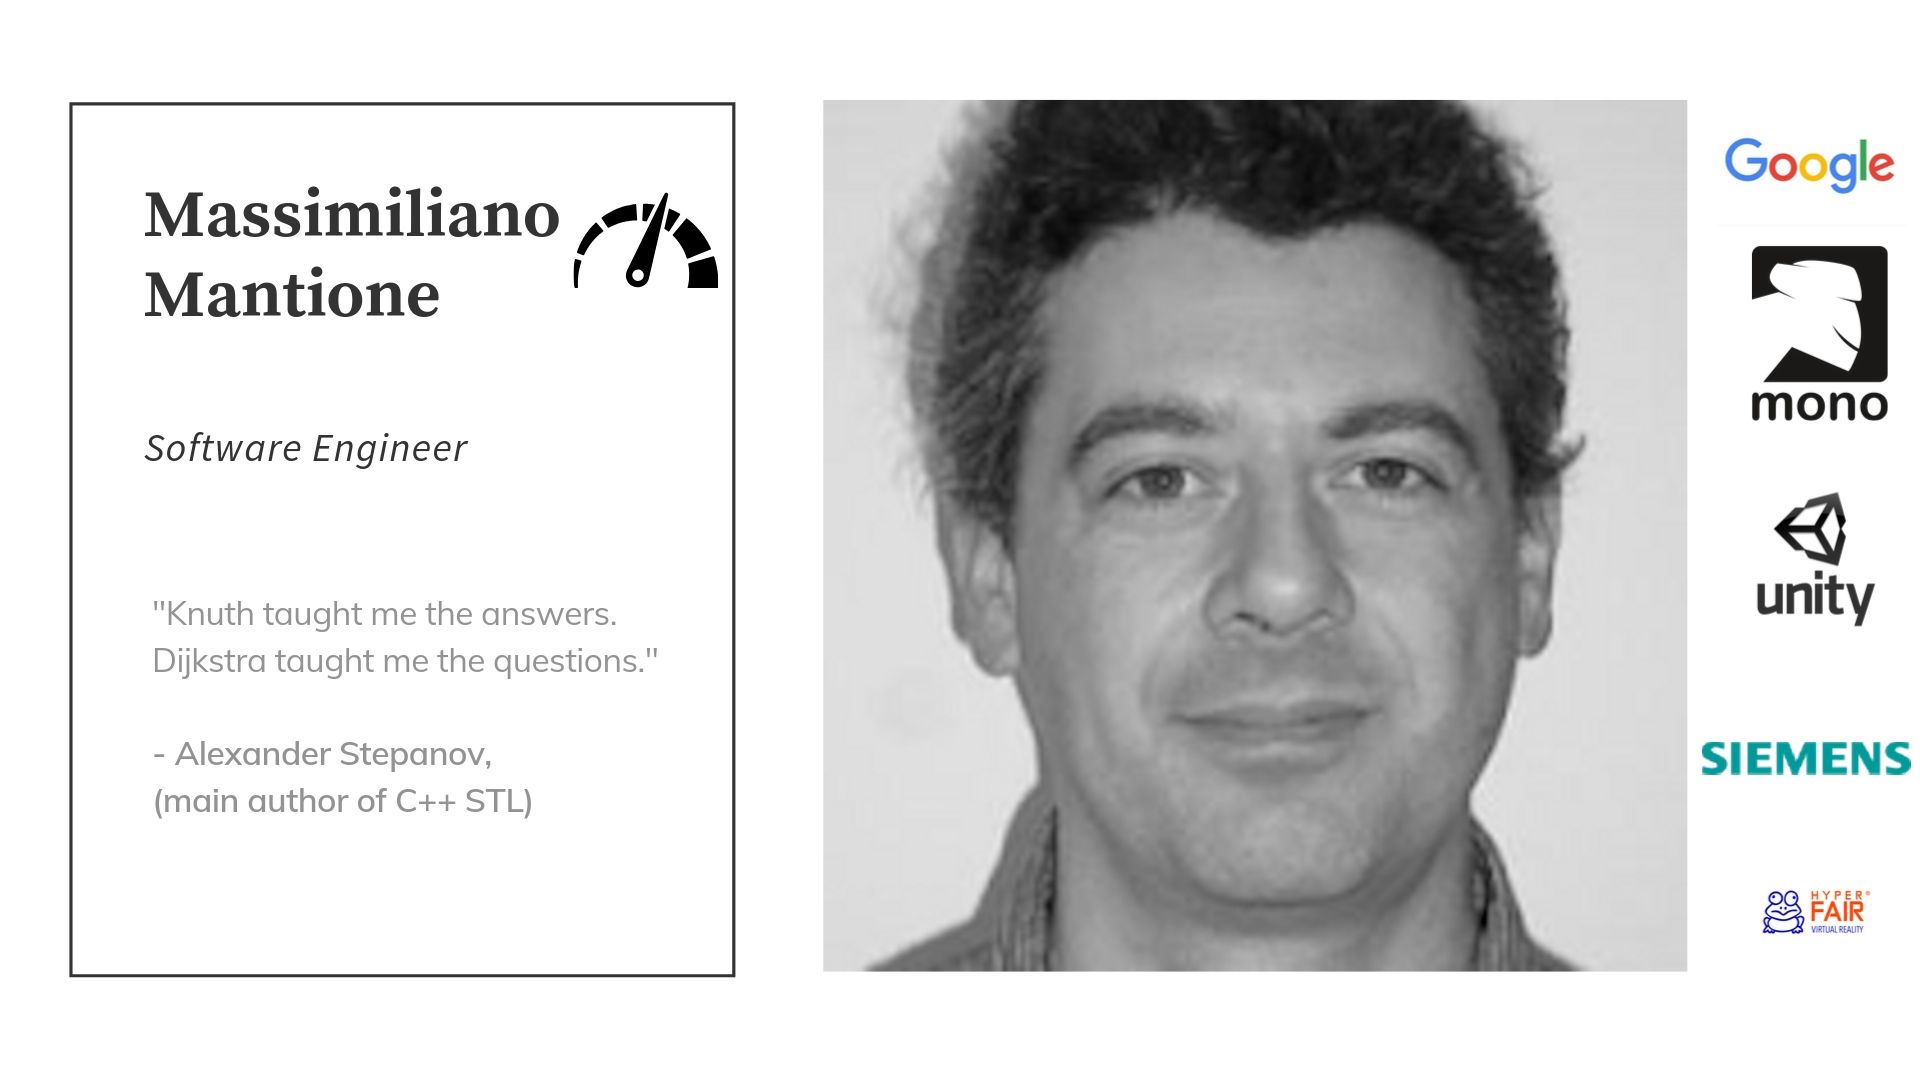 Massimiliano
Mantione
Software Engineer
"Knuth taught me the answers.
Dijkstra taught me the questions."
- Alexander Stepanov,
(main author of C++ STL)
Google
mono
unity
SIEMENS
HYPER
FAIR
VIRTUAL REALITY